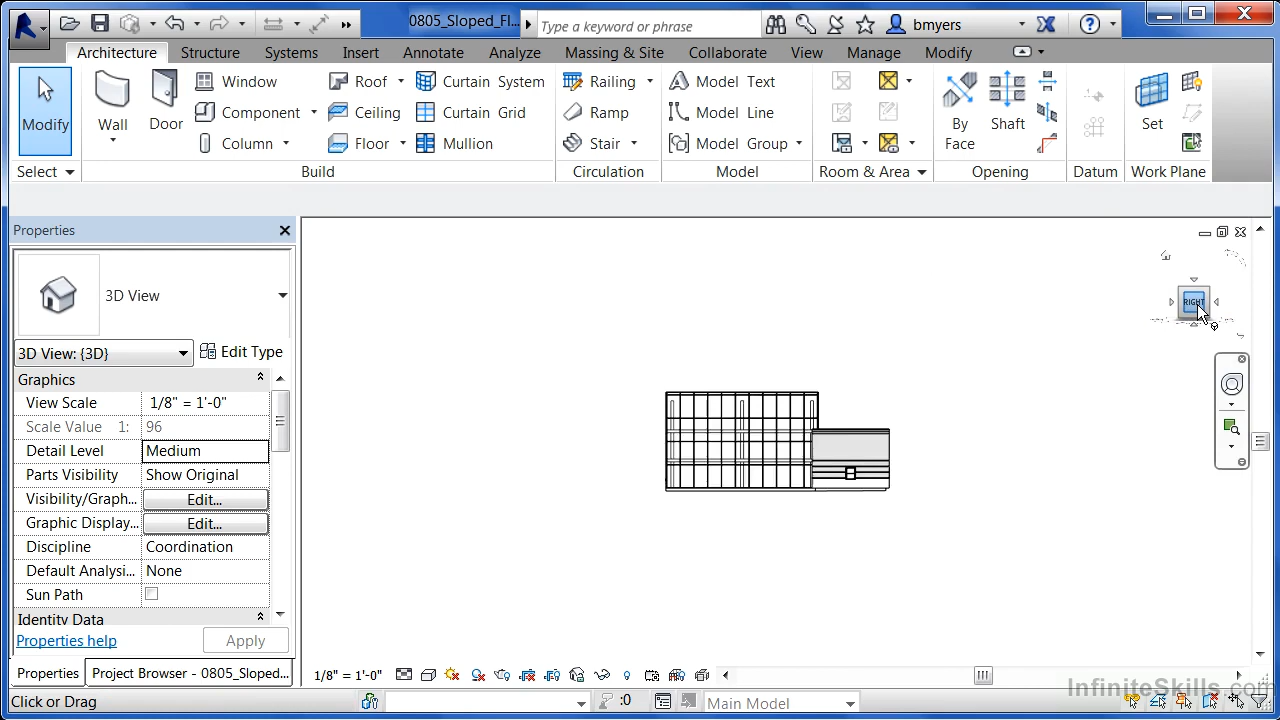 0805_Sloped_Fl...
Type a keyword or phrase
bmyers
Architecture Structure Systems Insert Annotate Analyze Massing & Site Collaborate View Manage Modify
Modify
Wall
Door
Window
Component
Column
Roof
Ceiling
Floor
Curtain System
Curtain Grid
Mullion
Railing
Ramp
Stair
Model Text
Model Line
Model Group
By Face
Shaft
Set
Select Build Circulation Model Room & Area Opening Datum Work Plane
Properties
3D View
3D View: {3D} Edit Type
Graphics
View Scale 1/8" = 1'-0"
Scale Value 1: 96
Detail Level Medium
Parts Visibility Show Original
Visibility/Graph... Edit...
Graphic Display... Edit...
Discipline Coordination
Default Analysi... None
Sun Path
Identity Data
Properties help Apply
Properties Project Browser - 0805_Sloped...
RIGHT
1/8" = 1'-0"
Click or Drag
:0
Main Model
InfiniteSkills.com